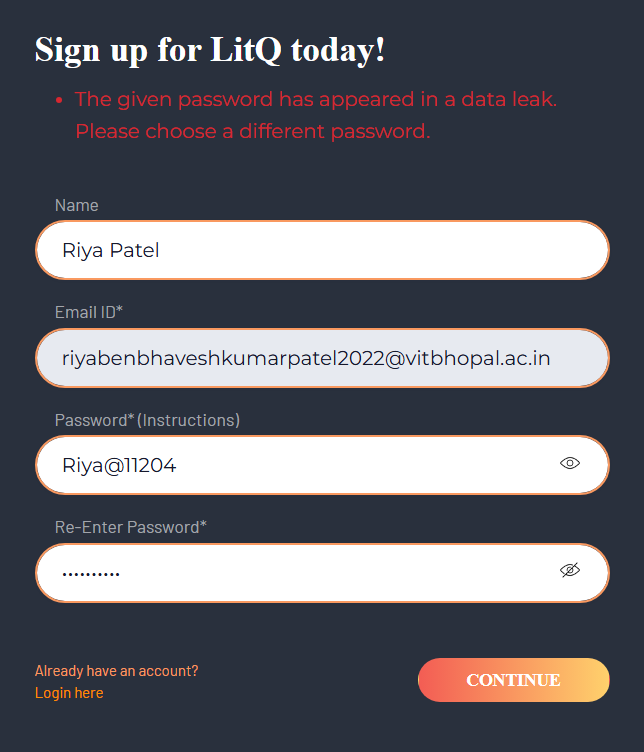 Sign up for LitQ today!
• The given password has appeared in a data leak.
Please choose a different password.
Name
Riya Patel
Email ID*
riyabenbhaveshkumarpatel2022@vitbhopal.ac.in
Password* (Instructions)
Riya@11204
Re-Enter Password*
••••••••••
Already have an account?
Login here
CONTINUE